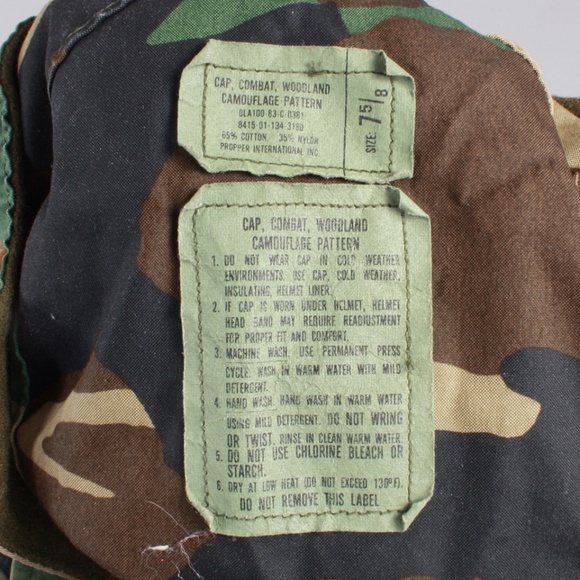 CAP, COMBAT, WOODLAND
CAMOUFLAGE PATTERN
DLA100-83-C-0381
8415-01-134-3180
65% COTTON 35% NYLON
PROPPER INTERNATIONAL INC.
SIZE: 7 5/8
CAP, COMBAT, WOODLAND
CAMOUFLAGE PATTERN
1. DO NOT WEAR CAP IN COLD WEATHER
ENVIRONMENTS. USE CAP, COLD WEATHER,
INSULATING, HELMET LINER.
2. IF CAP IS WORN UNDER HELMET, HELMET
HEAD BAND MAY REQUIRE READJUSTMENT
FOR PROPER FIT AND COMFORT.
3. MACHINE WASH. USE PERMANENT PRESS
CYCLE. WASH IN WARM WATER WITH MILD
DETERGENT.
4. HAND WASH. HAND WASH IN WARM WATER
USING MILD DETERGENT. DO NOT WRING
OR TWIST. RINSE IN CLEAN WARM WATER.
5. DO NOT USE CHLORINE BLEACH OR
STARCH.
6. DRY AT LOW HEAT (DO NOT EXCEED 130°F).
DO NOT REMOVE THIS LABEL